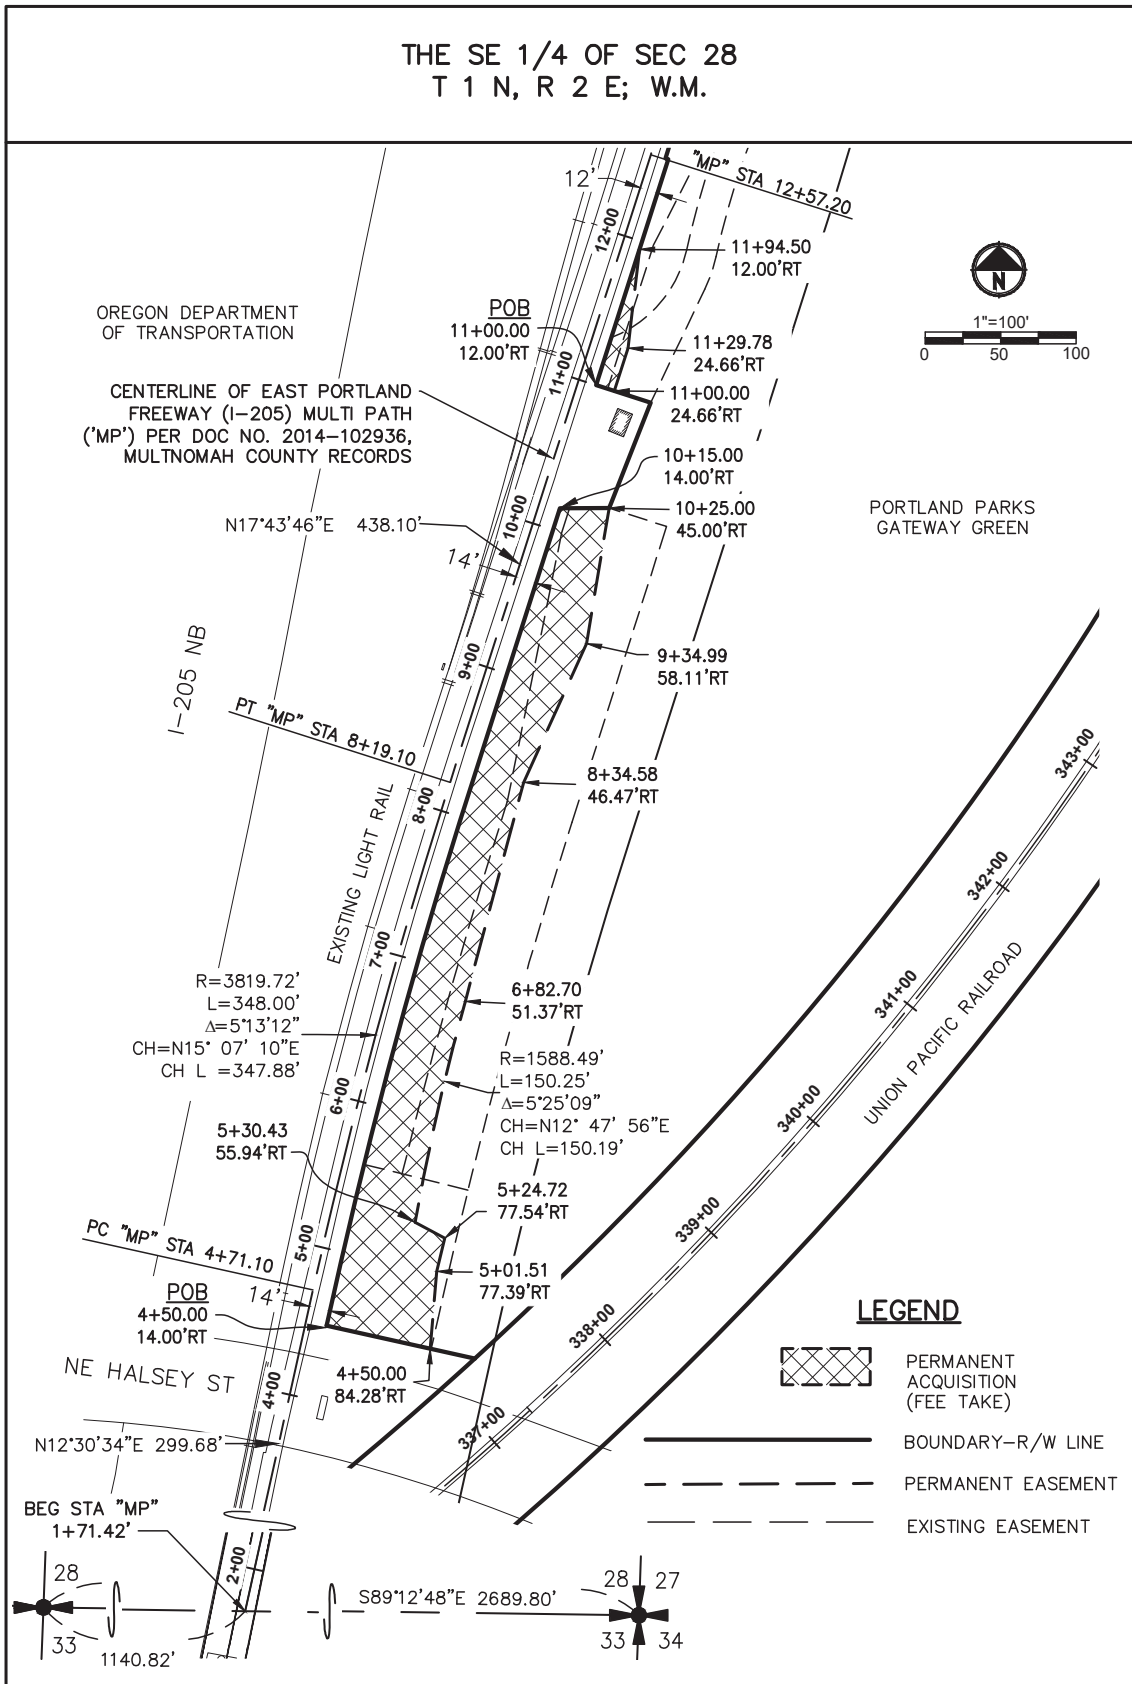 THE SE 1/4 OF SEC 28
T 1 N, R 2 E; W.M.
12'
"MP" STA 12+57.20
12+00
11+94.50
12.00'RT
N
1"=100'
0 50 100
OREGON DEPARTMENT
OF TRANSPORTATION
POB
11+00.00
12.00'RT
11+00
11+29.78
24.66'RT
11+00.00
24.66'RT
CENTERLINE OF EAST PORTLAND
FREEWAY (I-205) MULTI PATH
('MP') PER DOC NO. 2014-102936,
MULTNOMAH COUNTY RECORDS
10+15.00
14.00'RT
10+25.00
45.00'RT
PORTLAND PARKS
GATEWAY GREEN
N17°43'46"E 438.10'
10+00
14'
I-205 NB
9+00
9+34.99
58.11'RT
PT "MP" STA 8+19.10
8+34.58
46.47'RT
8+00
EXISTING LIGHT RAIL
7+00
R=3819.72'
L=348.00'
Δ=5°13'12"
CH=N15° 07' 10"E
CH L =347.88'
6+82.70
51.37'RT
R=1588.49'
L=150.25'
Δ=5°25'09"
CH=N12° 47' 56"E
CH L=150.19'
6+00
5+30.43
55.94'RT
5+24.72
77.54'RT
5+01.51
77.39'RT
5+00
PC "MP" STA 4+71.10
14'
POB
4+50.00
14.00'RT
4+50.00
84.28'RT
NE HALSEY ST
4+00
N12°30'34"E 299.68'
BEG STA "MP"
1+71.42'
2+00
343+00
342+00
341+00
340+00
339+00
338+00
337+00
UNION PACIFIC RAILROAD
LEGEND
PERMANENT
ACQUISITION
(FEE TAKE)
BOUNDARY-R/W LINE
PERMANENT EASEMENT
EXISTING EASEMENT
28
33
1140.82'
S89°12'48"E 2689.80'
28 27
33 34